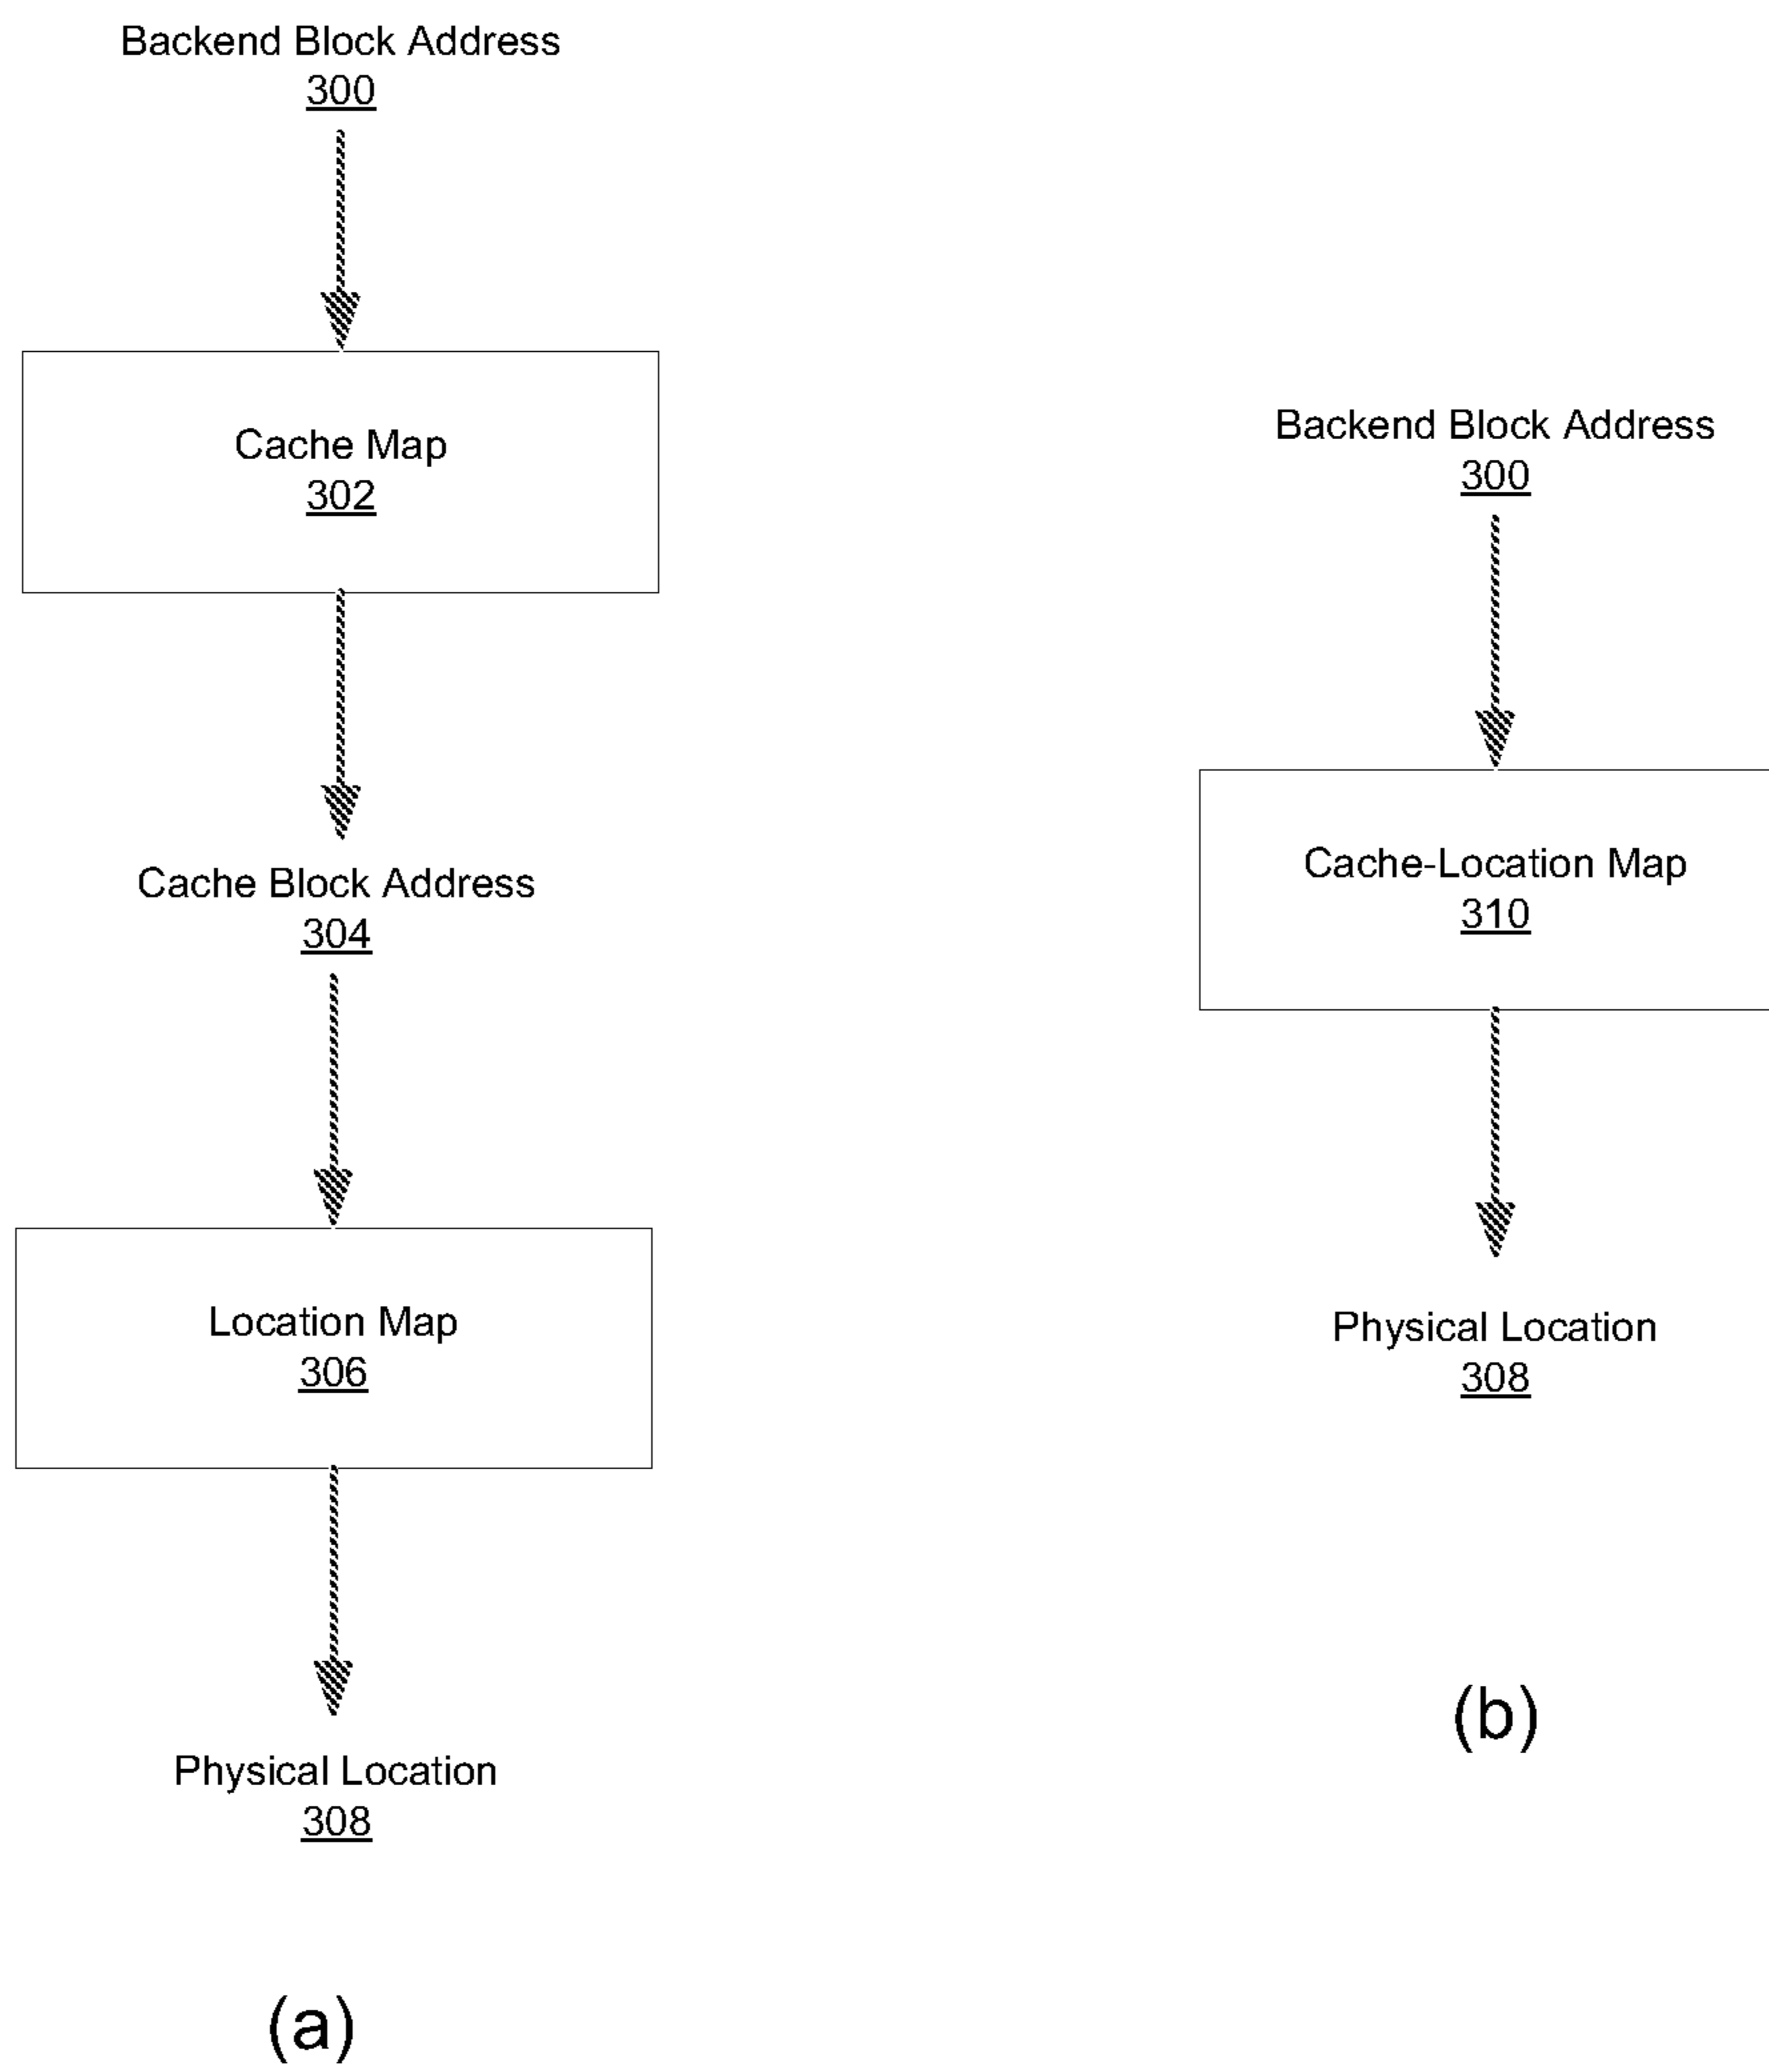 Backend Block Address
300
Cache Map
302
Cache Block Address
304
Location Map
306
Physical Location
308
(a)
Backend Block Address
300
Cache-Location Map
310
Physical Location
308
(b)